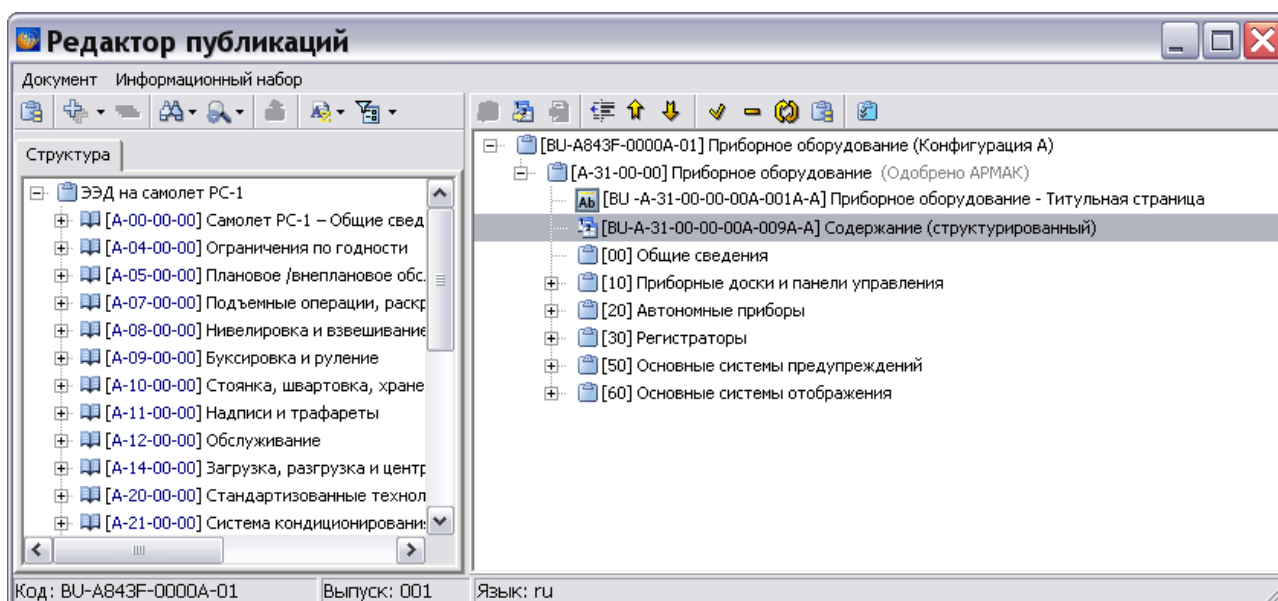 Редактор публикаций
Документ Информационный набор
Структура
ЭЭД на самолет РС-1
[A-00-00-00] Самолет РС-1 – Общие свед
[A-04-00-00] Ограничения по годности
[A-05-00-00] Плановое /внеплановое обс.
[A-07-00-00] Подъемные операции, раскр
[A-08-00-00] Нивелировка и взвешивание
[A-09-00-00] Буксировка и руление
[A-10-00-00] Стоянка, швартовка, хране
[A-11-00-00] Надписи и трафареты
[A-12-00-00] Обслуживание
[A-14-00-00] Загрузка, разгрузка и центр
[A-20-00-00] Стандартизованные технол
[A-21-00-00] Система кондиционирования
[BU-A843F-0000A-01] Приборное оборудование (Конфигурация А)
[A-31-00-00] Приборное оборудование (Одобрено АРМАК)
Ab [BU -A-31-00-00-00A-001A-A] Приборное оборудование - Титульная страница
[BU-A-31-00-00-00A-009A-A] Содержание (структурированный)
[00] Общие сведения
[10] Приборные доски и панели управления
[20] Автономные приборы
[30] Регистраторы
[50] Основные системы предупреждений
[60] Основные системы отображения
Код: BU-A843F-0000A-01 Выпуск: 001 Язык: ru